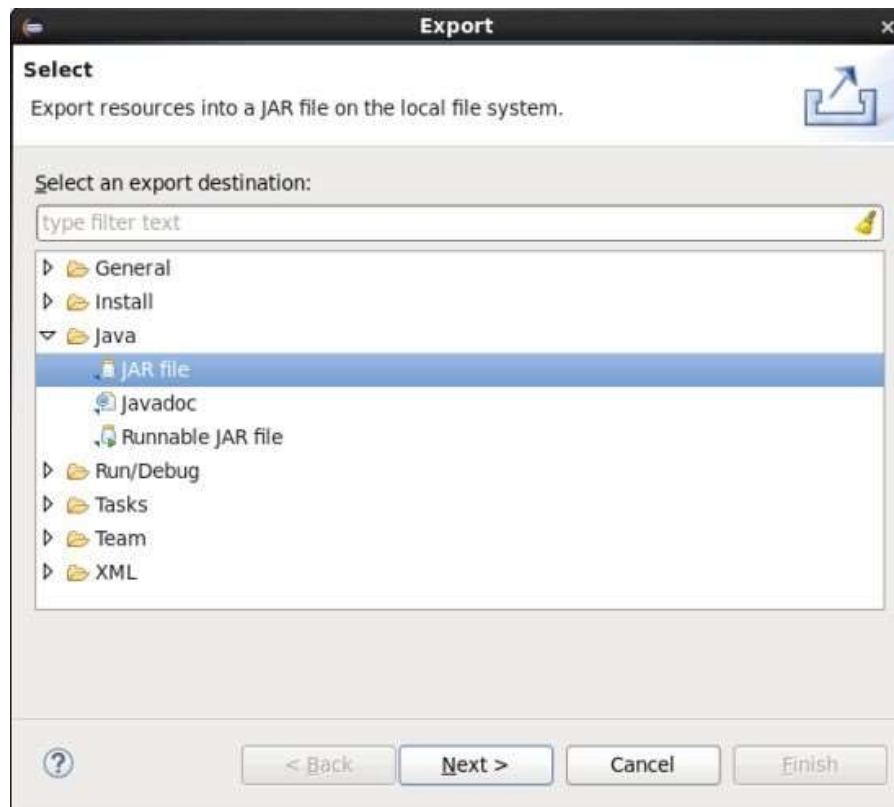 Export
Select
Export resources into a JAR file on the local file system.
Select an export destination:
type filter text
General
Install
Java
JAR file
Javadoc
Runnable JAR file
Run/Debug
Tasks
Team
XML
? < Back Next > Cancel Finish